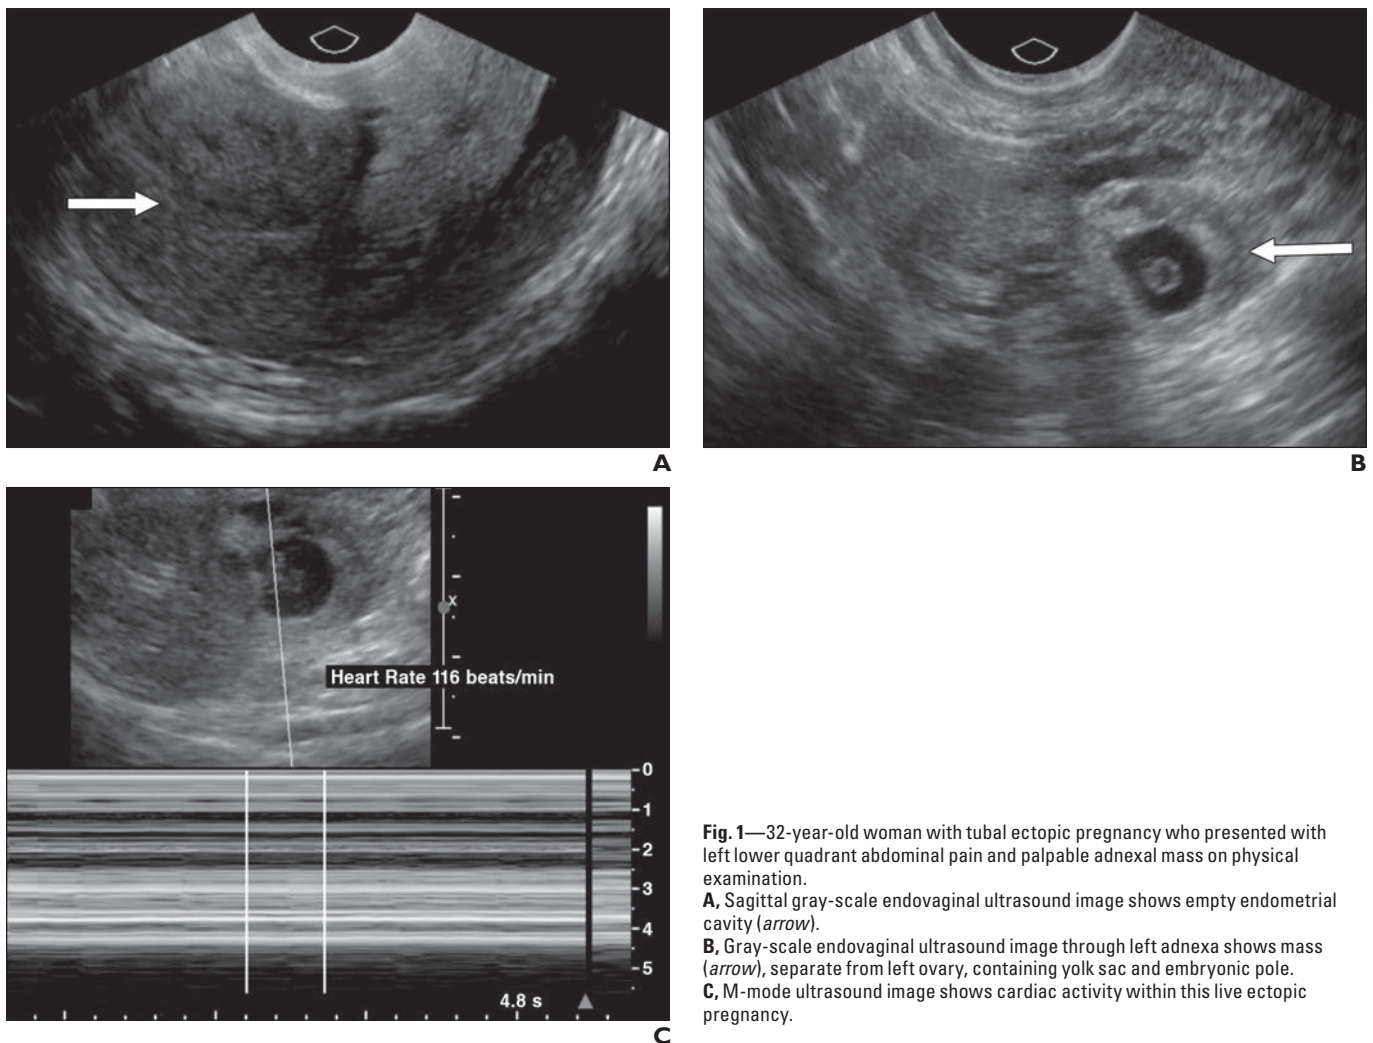 A
B
x
Heart Rate 116 beats/min
0
1
2
3
4
5
4.8 s
C
Fig. 1—32-year-old woman with tubal ectopic pregnancy who presented with
left lower quadrant abdominal pain and palpable adnexal mass on physical
examination.
A, Sagittal gray-scale endovaginal ultrasound image shows empty endometrial
cavity (arrow).
B, Gray-scale endovaginal ultrasound image through left adnexa shows mass
(arrow), separate from left ovary, containing yolk sac and embryonic pole.
C, M-mode ultrasound image shows cardiac activity within this live ectopic
pregnancy.